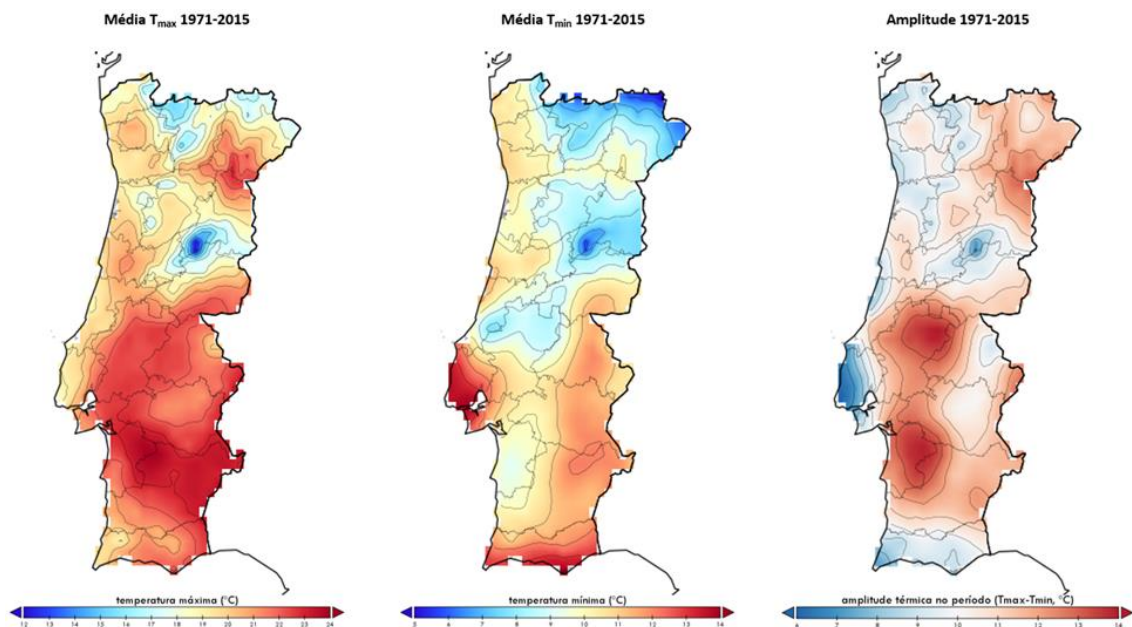 Média Tmax 1971-2015
Média Tmin 1971-2015
Amplitude 1971-2015
temperatura máxima (°C)
12 13 14 15 16 17 18 19 20 21 22 23 24
temperatura mínima (°C)
5 6 7 8 9 10 11 12 13 14
amplitude térmica no período (Tmax-Tmin, °C)
6 7 8 9 10 11 12 13 14